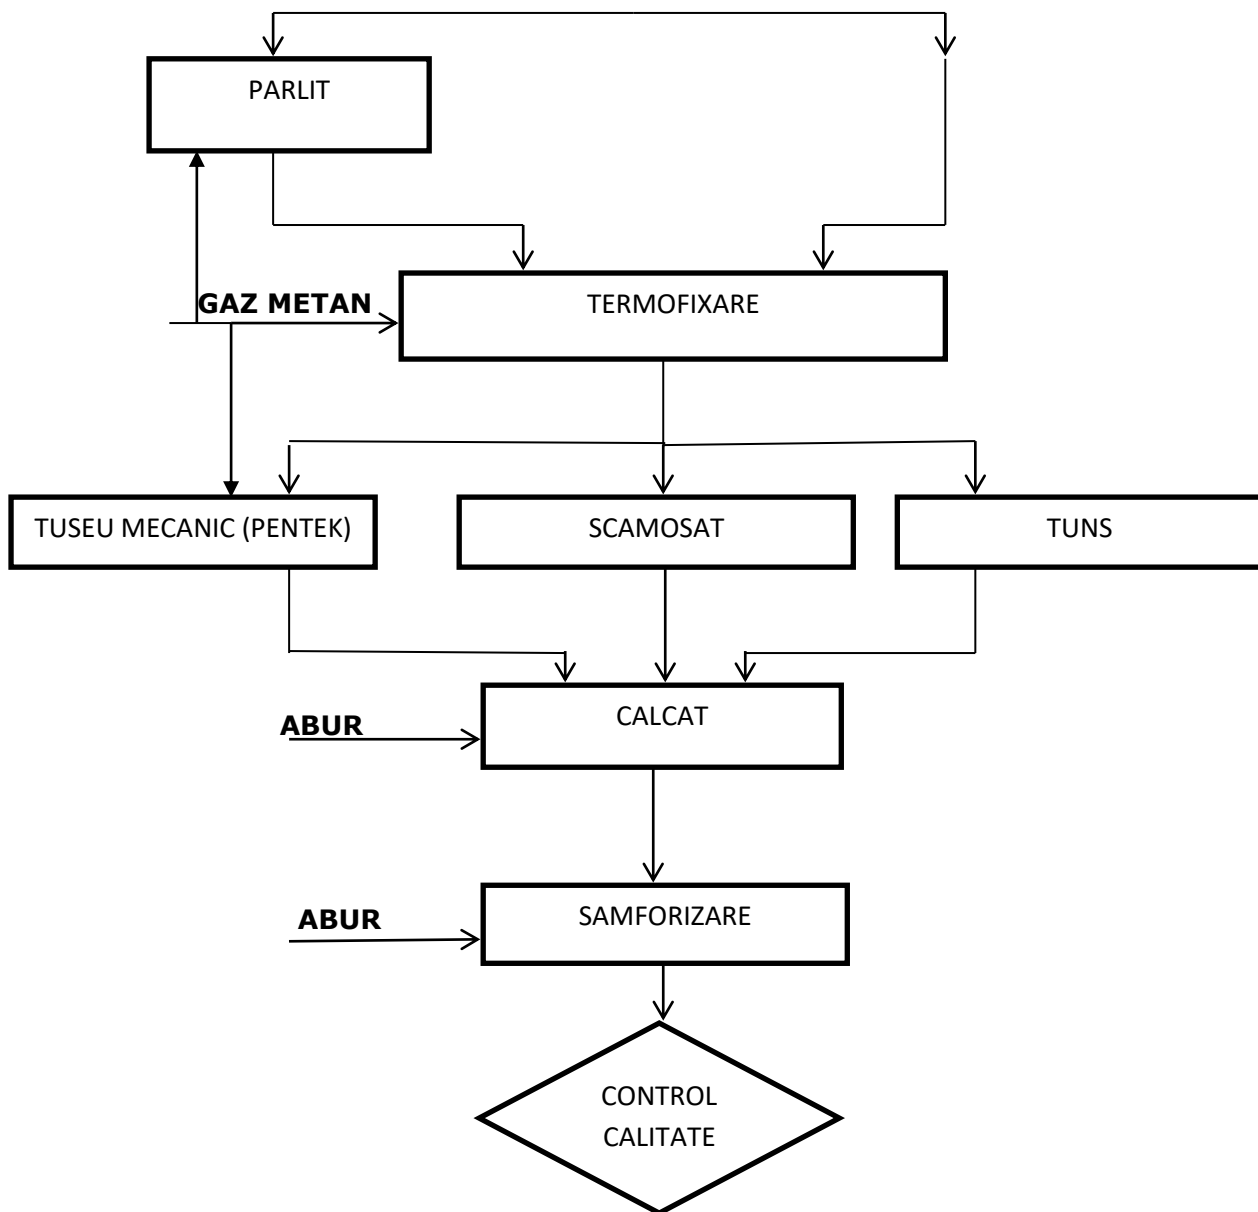 PARLIT
GAZ METAN
TERMOFIXARE
TUSEU MECANIC (PENTEK)
SCAMOSAT
TUNS
CALCAT
ABUR
SAMFORIZARE
ABUR
CONTROL
CALITATE